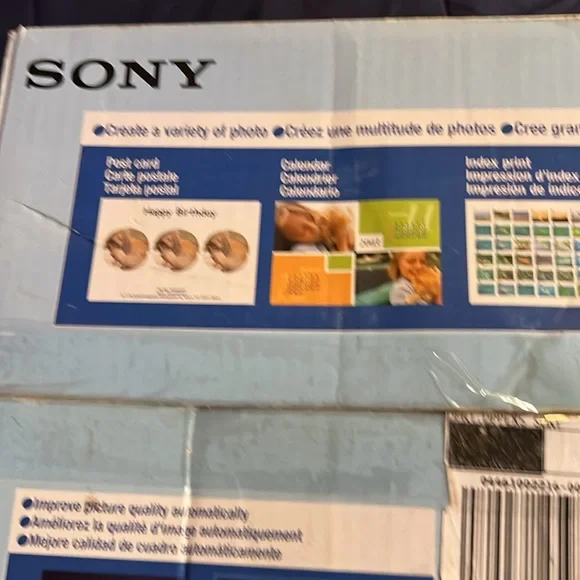 SONY
●Create a variety of photo ●Créez une multitude de photos ●Cree gran
Post card
Carte postale
Tarjeta postal
Calendar
Calendrier
Calendario
Index print
Impression d'index
Impresión de índic
Happy Birthday
●Improve picture quality automatically
●Améliorez la qualité d'image automatiquement
●Mejore calidad de cuadro automáticamente